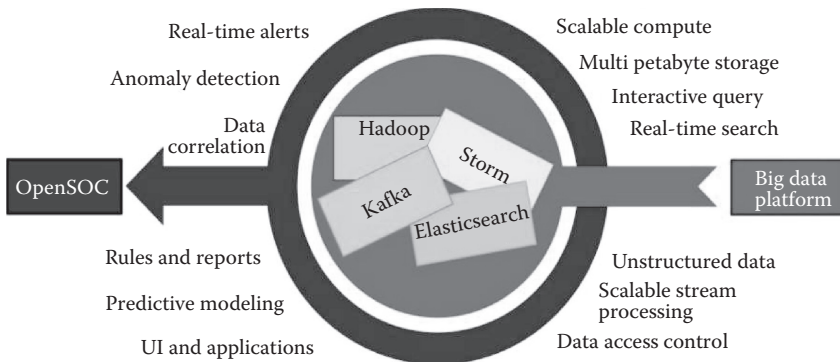 Real-time alerts
Anomaly detection
Data
correlation
OpenSOC
Rules and reports
Predictive modeling
UI and applications
Hadoop
Storm
Kafka
Elasticsearch
Scalable compute
Multi petabyte storage
Interactive query
Real-time search
Big data
platform
Unstructured data
Scalable stream
processing
Data access control